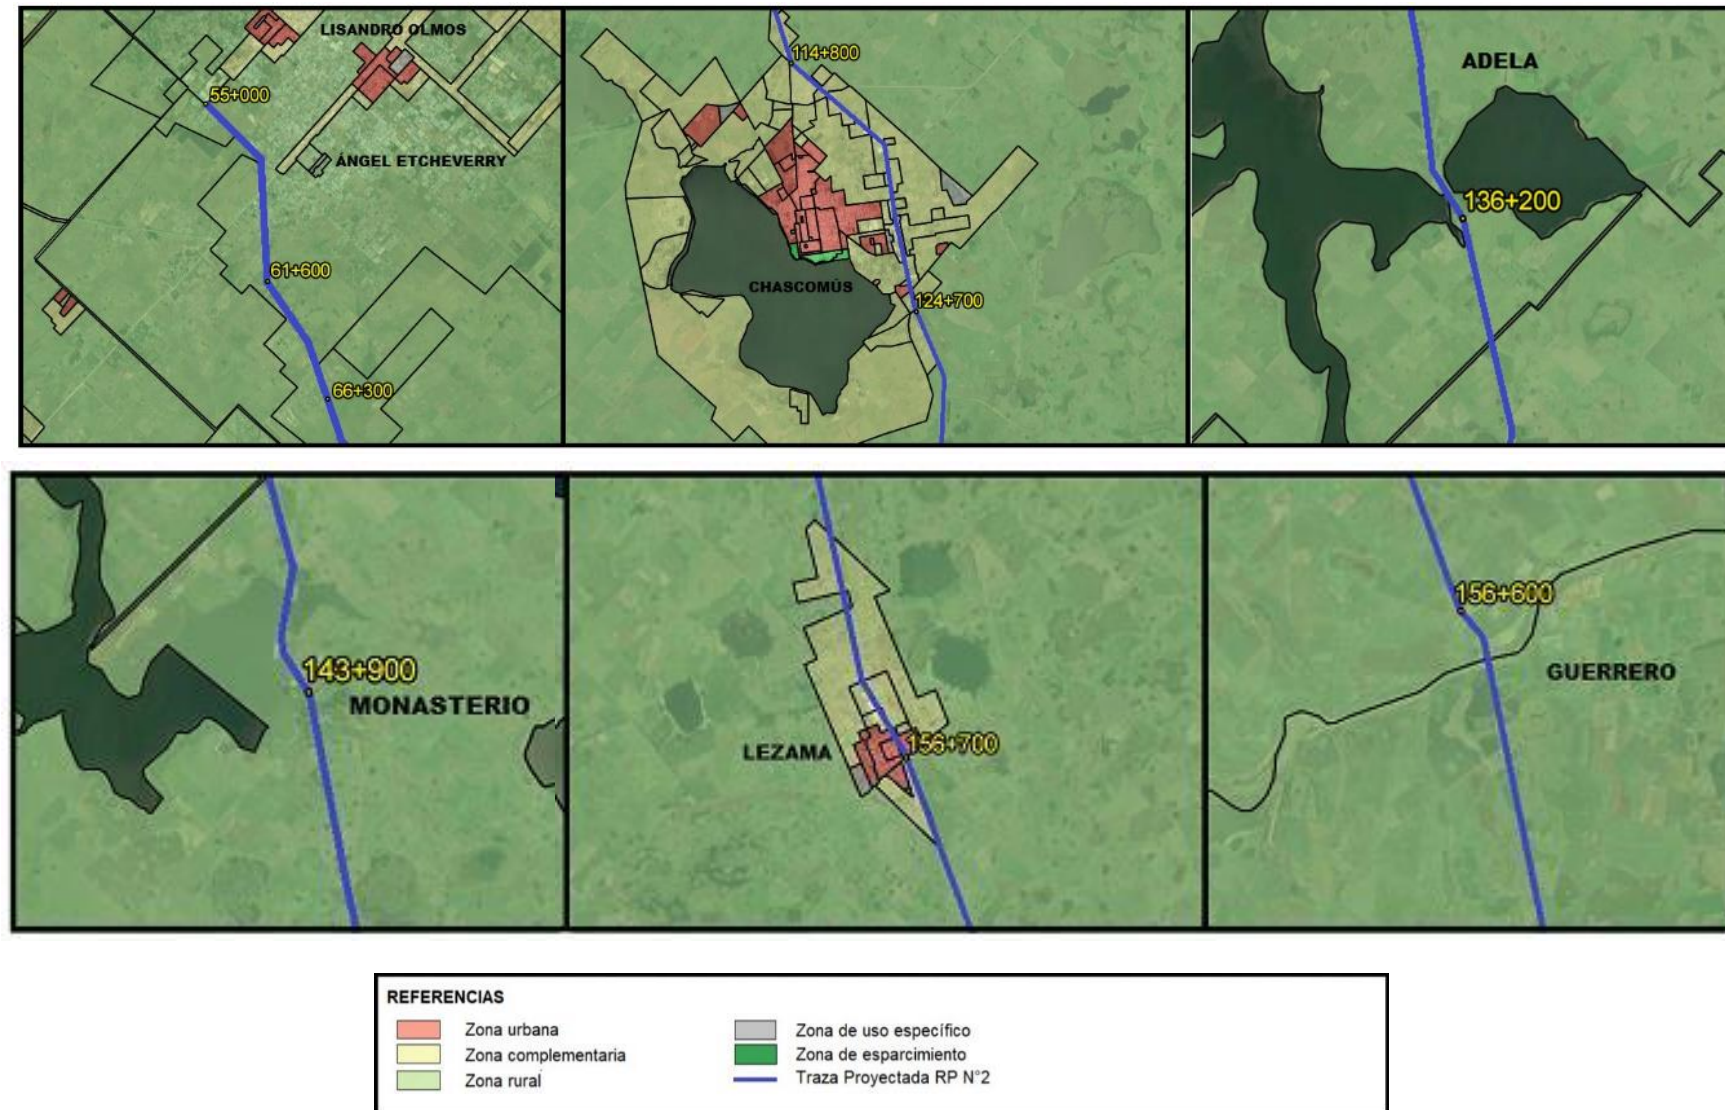 LISANDRO OLMOS
55+000
ÁNGEL ETCHEVERRY
61+600
66+300
114+800
CHASCOMÚS
124+700
ADELA
136+200
143+900
MONASTERIO
LEZAMA
156+700
156+600
GUERRERO
REFERENCIAS
Zona urbana
Zona complementaria
Zona rural
Zona de uso específico
Zona de esparcimiento
Traza Proyectada RP N°2